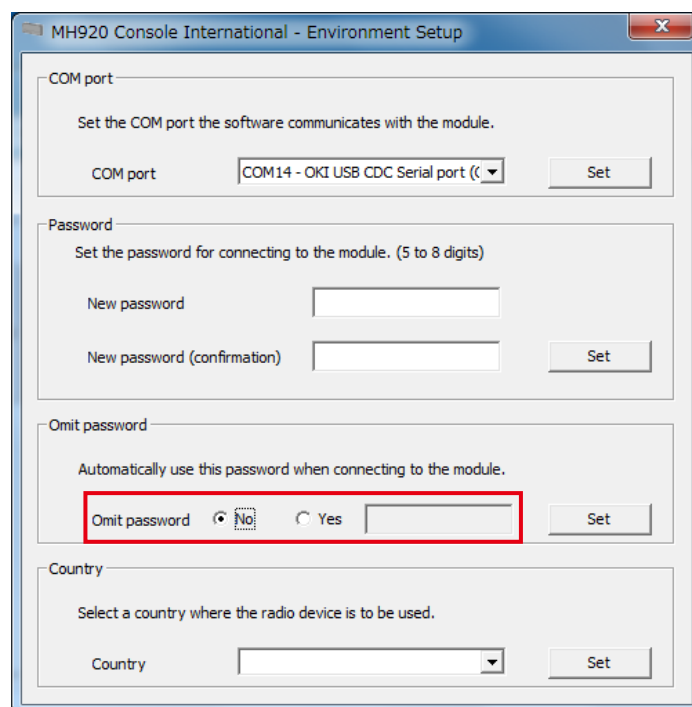 MH920 Console International - Environment Setup
COM port
Set the COM port the software communicates with the module.
COM port COM14 - OKI USB CDC Serial port (C Set
Password
Set the password for connecting to the module. (5 to 8 digits)
New password
New password (confirmation) Set
Omit password
Automatically use this password when connecting to the module.
Omit password No Yes Set
Country
Select a country where the radio device is to be used.
Country Set